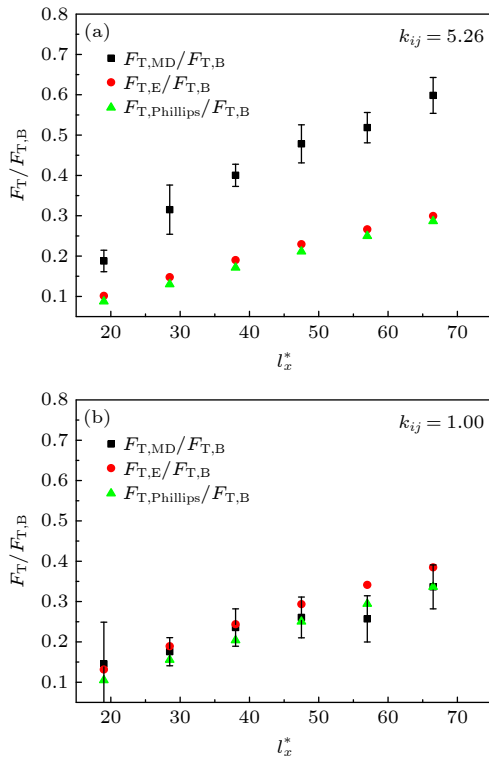 (a)
k_ij = 5.26
F_T,MD/F_T,B
F_T,E/F_T,B
F_T,Phillips/F_T,B
F_T/F_T,B
0.8
0.7
0.6
0.5
0.4
0.3
0.2
0.1
20 30 40 50 60 70
l_x^*
(b)
k_ij = 1.00
F_T,MD/F_T,B
F_T,E/F_T,B
F_T,Phillips/F_T,B
F_T/F_T,B
0.8
0.7
0.6
0.5
0.4
0.3
0.2
0.1
20 30 40 50 60 70
l_x^*